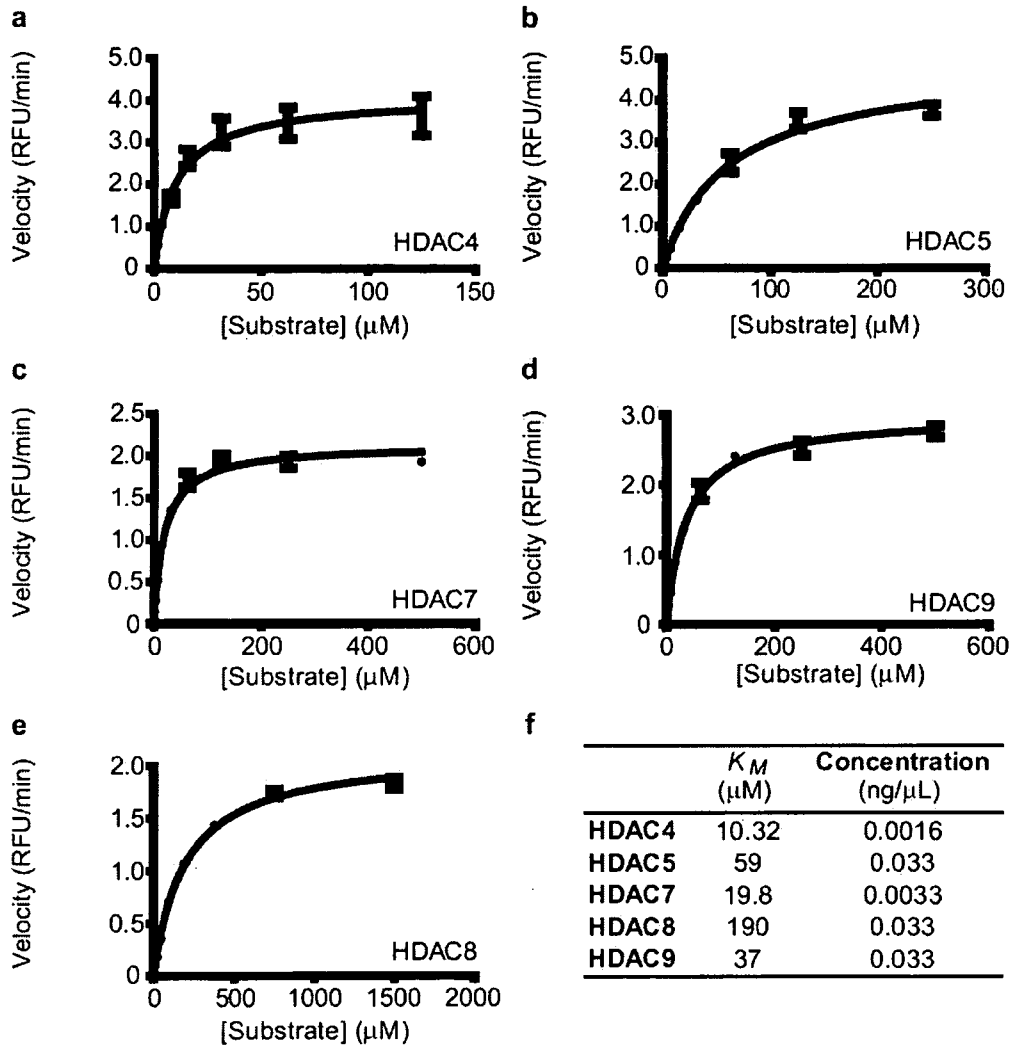 a
Velocity (RFU/min)
5.0
4.0
3.0
2.0
1.0
0
HDAC4
0 50 100 150
[Substrate] (μM)
b
Velocity (RFU/min)
5.0
4.0
3.0
2.0
1.0
0
HDAC5
0 100 200 300
[Substrate] (μM)
c
Velocity (RFU/min)
2.5
2.0
1.5
1.0
0.5
0
HDAC7
0 200 400 600
[Substrate] (μM)
d
Velocity (RFU/min)
3.0
2.0
1.0
0
HDAC9
0 200 400 600
[Substrate] (μM)
e
Velocity (RFU/min)
2.0
1.5
1.0
0.5
0
HDAC8
0 500 1000 1500 2000
[Substrate] (μM)
f
KM Concentration
(μM) (ng/μL)
HDAC4 10.32 0.0016
HDAC5 59 0.033
HDAC7 19.8 0.0033
HDAC8 190 0.033
HDAC9 37 0.033